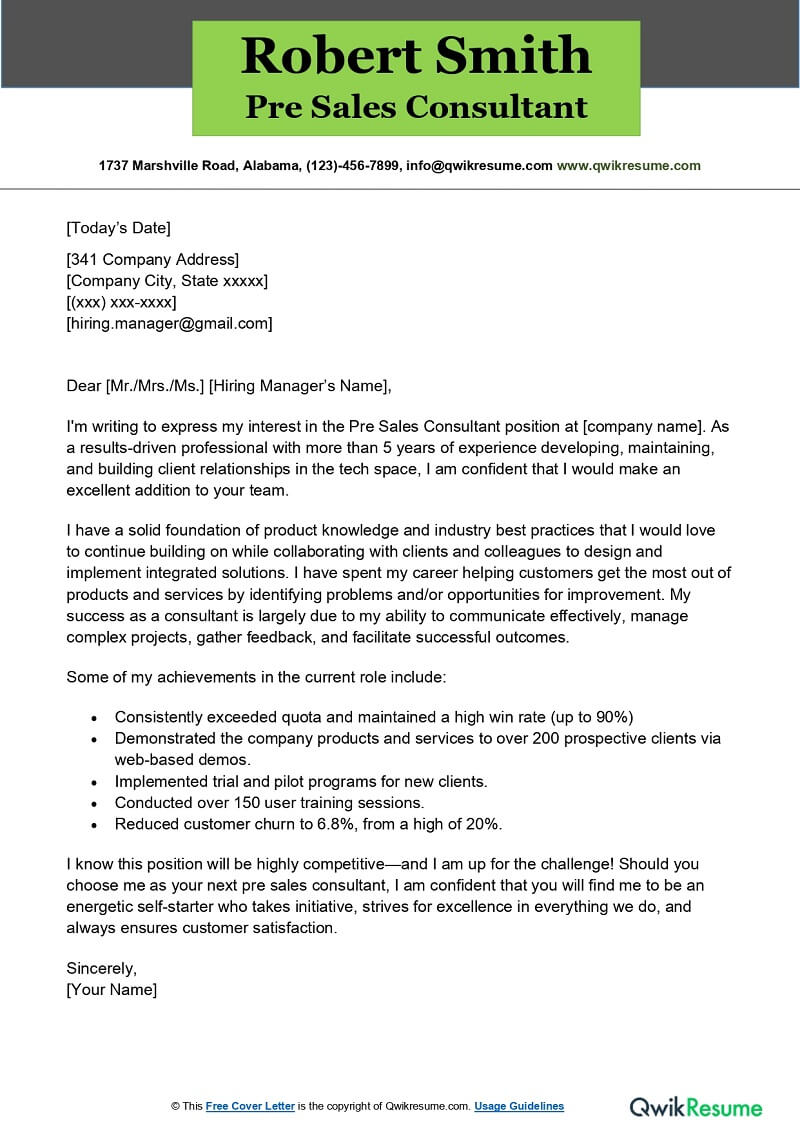 Robert Smith
Pre Sales Consultant
1737 Marshville Road, Alabama, (123)-456-7899, info@qwikresume.com www.qwikresume.com
[Today’s Date]
[341 Company Address]
[Company City, State xxxxx]
[(xxx) xxx-xxxx]
[hiring.manager@gmail.com]
Dear [Mr./Mrs./Ms.] [Hiring Manager’s Name],
I'm writing to express my interest in the Pre Sales Consultant position at [company name]. As
a results-driven professional with more than 5 years of experience developing, maintaining,
and building client relationships in the tech space, I am confident that I would make an
excellent addition to your team.
I have a solid foundation of product knowledge and industry best practices that I would love
to continue building on while collaborating with clients and colleagues to design and
implement integrated solutions. I have spent my career helping customers get the most out of
products and services by identifying problems and/or opportunities for improvement. My
success as a consultant is largely due to my ability to communicate effectively, manage
complex projects, gather feedback, and facilitate successful outcomes.
Some of my achievements in the current role include:
• Consistently exceeded quota and maintained a high win rate (up to 90%)
• Demonstrated the company products and services to over 200 prospective clients via
web-based demos.
• Implemented trial and pilot programs for new clients.
• Conducted over 150 user training sessions.
• Reduced customer churn to 6.8%, from a high of 20%.
I know this position will be highly competitive—and I am up for the challenge! Should you
choose me as your next pre sales consultant, I am confident that you will find me to be an
energetic self-starter who takes initiative, strives for excellence in everything we do, and
always ensures customer satisfaction.
Sincerely,
[Your Name]
© This Free Cover Letter is the copyright of Qwikresume.com. Usage Guidelines
QwikResume